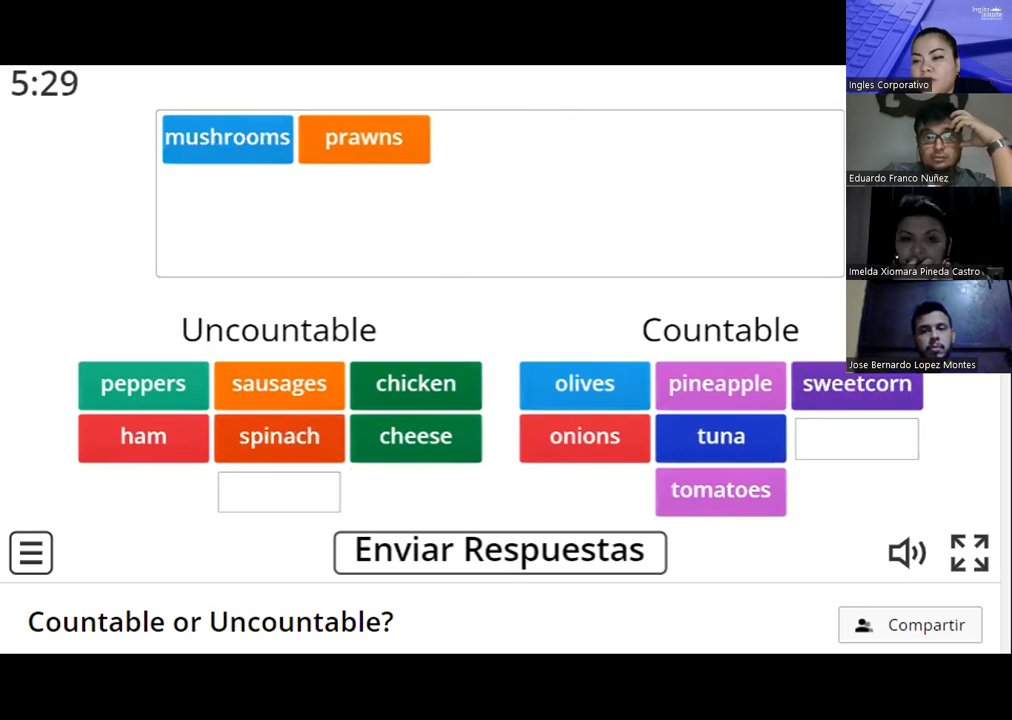 5:29
mushrooms prawns
Uncountable Countable
peppers sausages chicken olives pineapple sweetcorn
ham spinach cheese onions tuna
tomatoes
Enviar Respuestas
Countable or Uncountable?
Compartir
Ingles
Ingles Corporativo
Eduardo Franco Nuñez
Imelda Xiomara Pineda Castro
Jose Bernardo Lopez Montes